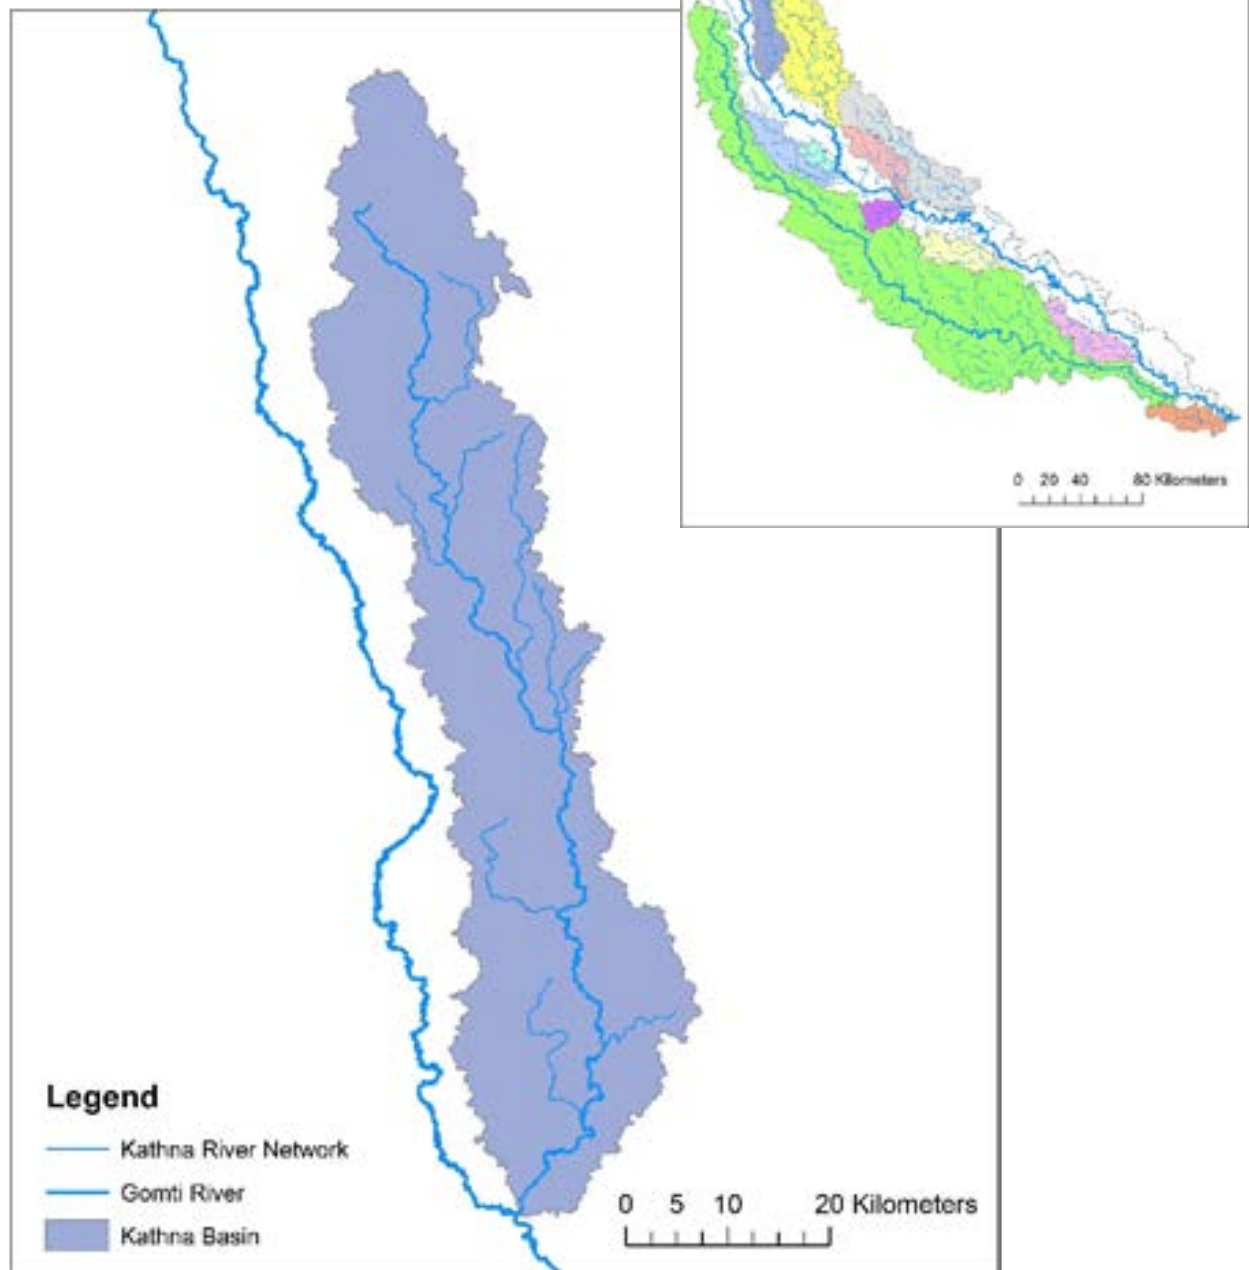 0 20 40 80 Kilometers
Legend
Kathna River Network
Gomti River
Kathna Basin
0 5 10 20 Kilometers